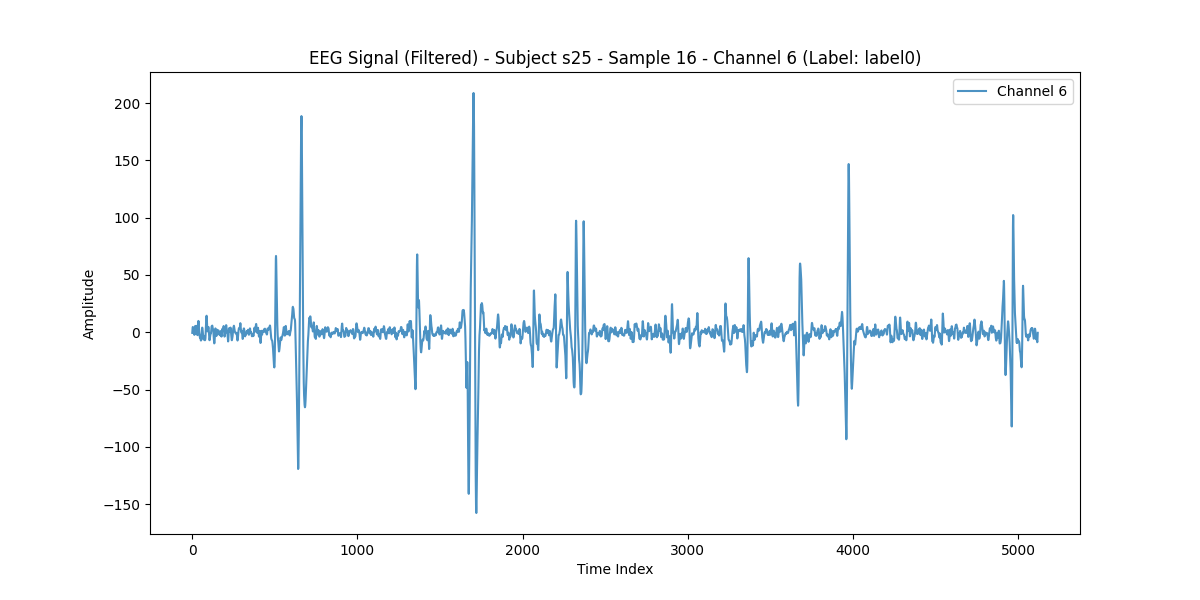 EEG Signal (Filtered) - Subject s25 - Sample 16 - Channel 6 (Label: label0)
Channel 6
200
150
100
50
0
−50
−100
−150
Amplitude
0 1000 2000 3000 4000 5000
Time Index